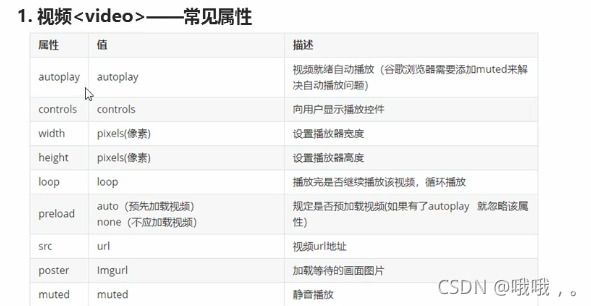 1. 视频<video>——常见属性
属性 值 描述
autoplay autoplay 视频就绪自动播放（谷歌浏览器需要添加muted来解
决自动播放问题）
controls controls 向用户显示播放控件
width pixels(像素) 设置播放器宽度
height pixels(像素) 设置播放器高度
loop loop 播放完是否继续播放该视频，循环播放
preload auto（预先加载视频） 规定是否预加载视频(如果有了autoplay 就忽略该属
none（不应加载视频） 性）
src url 视频url地址
poster Imgurl 加载等待的画面图片
muted muted 静音播放
CSDN @哦哦，。